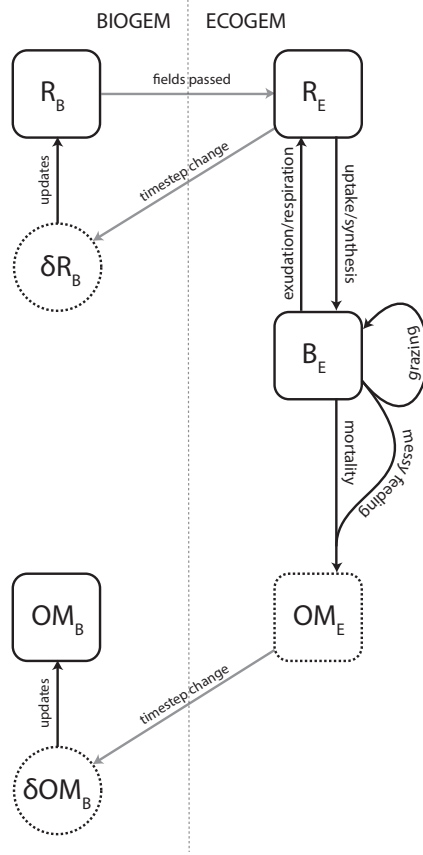 BIOGEM ECOGEM
R_B
fields passed
R_E
updates
timestep change
exudation/respiration
uptake/synthesis
δR_B
B_E
grazing
mortality
messy feeding
OM_B
OM_E
updates
timestep change
δOM_B